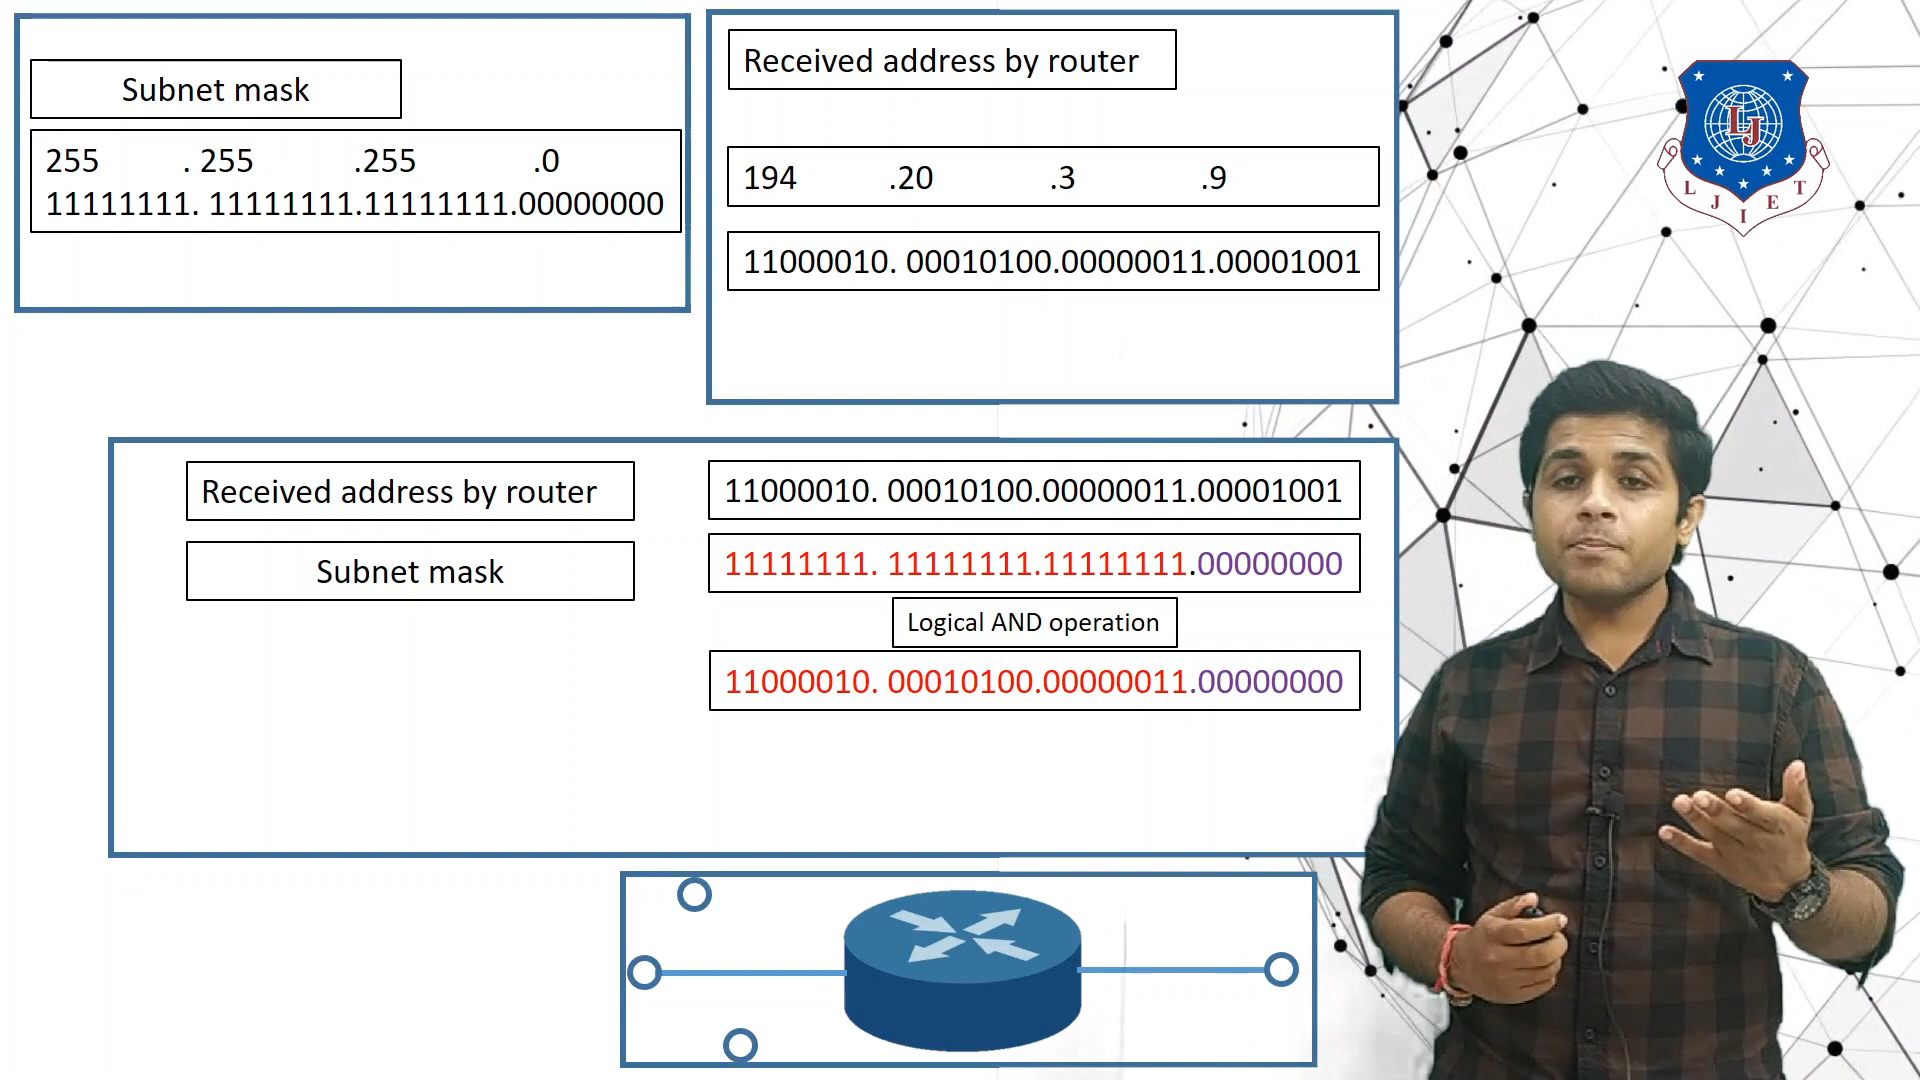 Subnet mask
255 . 255 .255 .0
11111111. 11111111.11111111.00000000
Received address by router
194 .20 .3 .9
11000010. 00010100.00000011.00001001
Received address by router
11000010. 00010100.00000011.00001001
Subnet mask
11111111. 11111111.11111111.00000000
Logical AND operation
11000010. 00010100.00000011.00000000
LJ
L J I E T